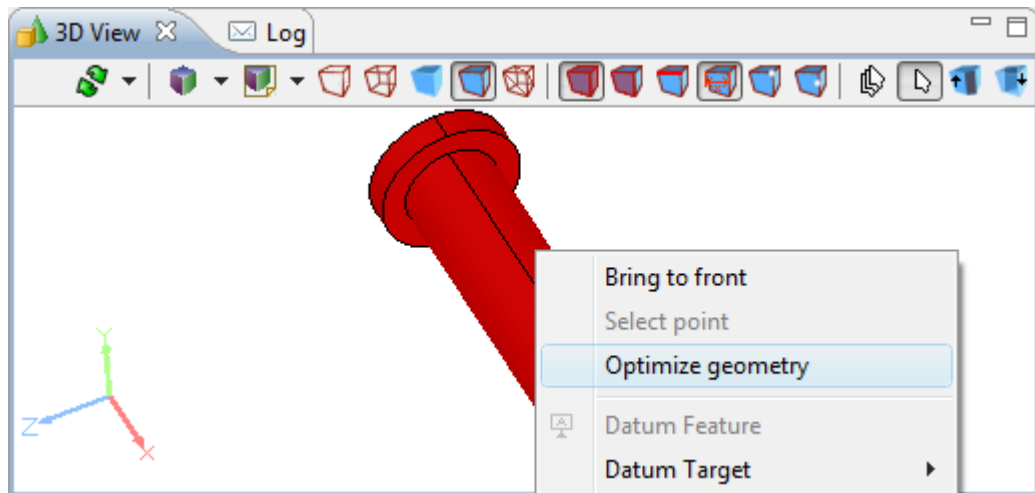 3D View
Log
Bring to front
Select point
Optimize geometry
A
Datum Feature
Datum Target
Y
Z
X